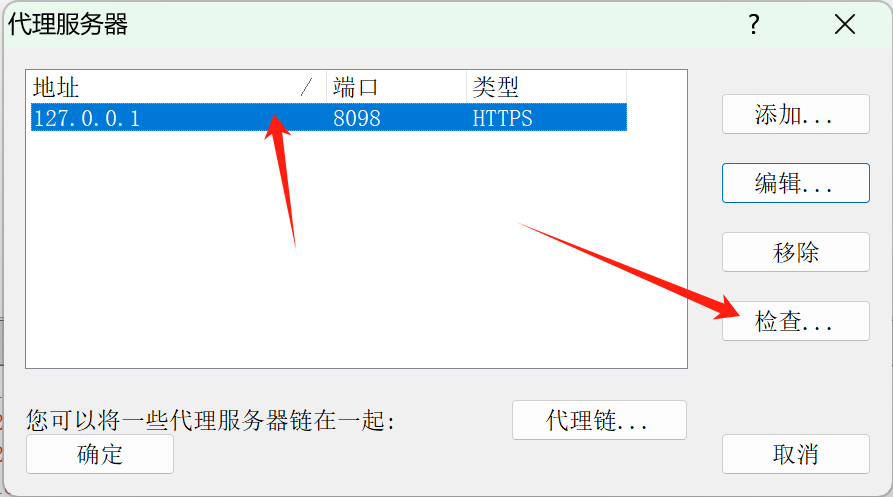 代理服务器
?
地址 端口 类型
127.0.0.1 8098 HTTPS
添加...
编辑...
移除
检查...
您可以将一些代理服务器链在一起:
代理链...
确定
取消